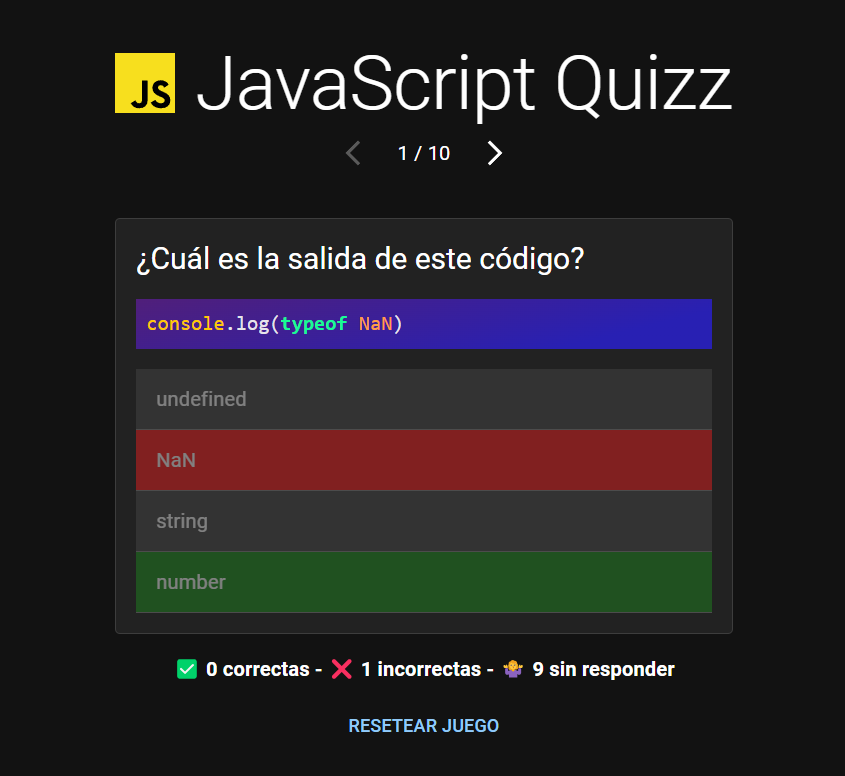 JS JavaScript Quizz
1 / 10
¿Cuál es la salida de este código?
console.log(typeof NaN)
undefined
NaN
string
number
✅ 0 correctas - ❌ 1 incorrectas - 🤷 9 sin responder
RESETEAR JUEGO